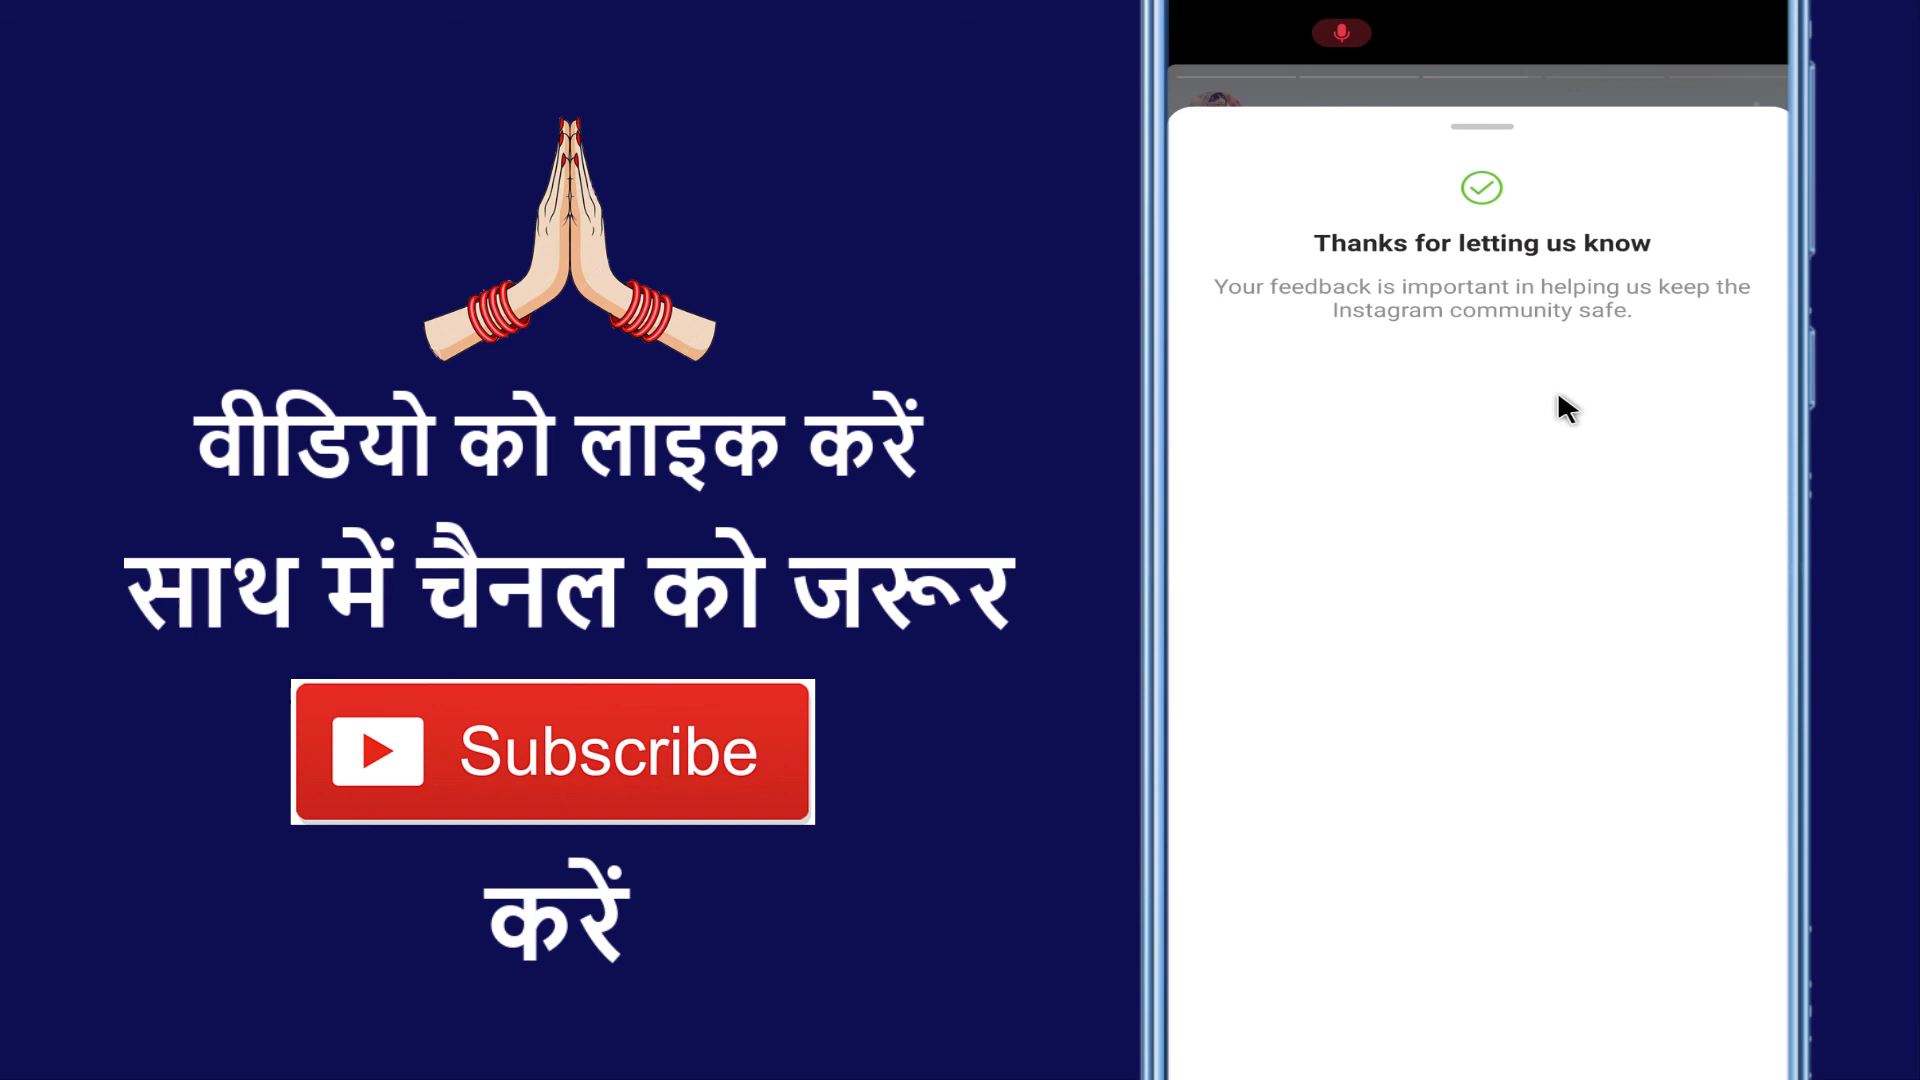 वीडियो को लाइक करें
साथ में चैनल को जरूर
Subscribe
करें
Thanks for letting us know
Your feedback is important in helping us keep the
Instagram community safe.